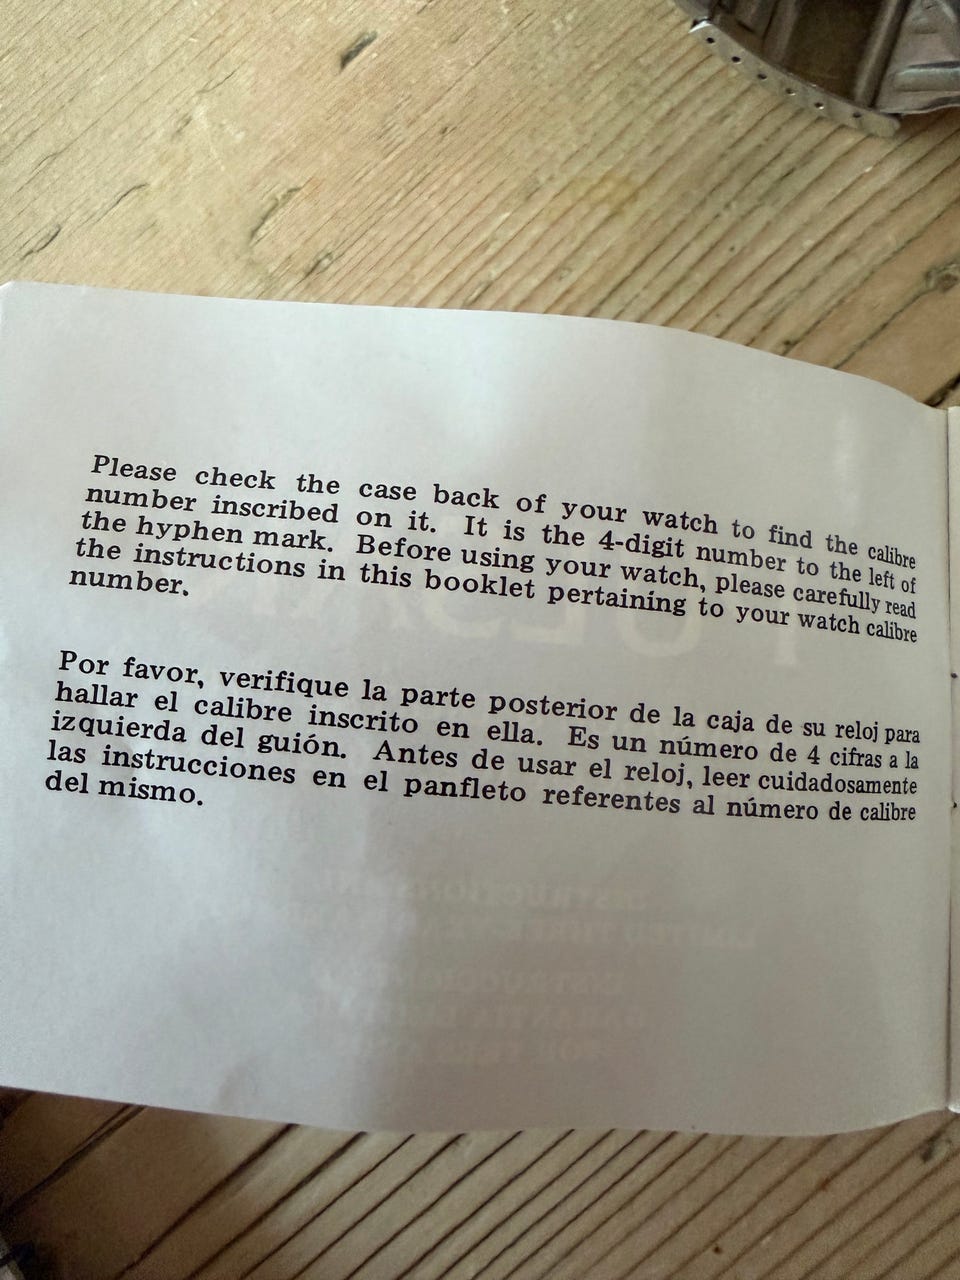 Please check the case back of your watch to find the calibre
number inscribed on it. It is the 4-digit number to the left of
the hyphen mark. Before using your watch, please carefully read
the instructions in this booklet pertaining to your watch calibre
number.
Por favor, verifique la parte posterior de la caja de su reloj para
hallar el calibre inscrito en ella. Es un número de 4 cifras a la
izquierda del guión. Antes de usar el reloj, leer cuidadosamente
las instrucciones en el panfleto referentes al número de calibre
del mismo.